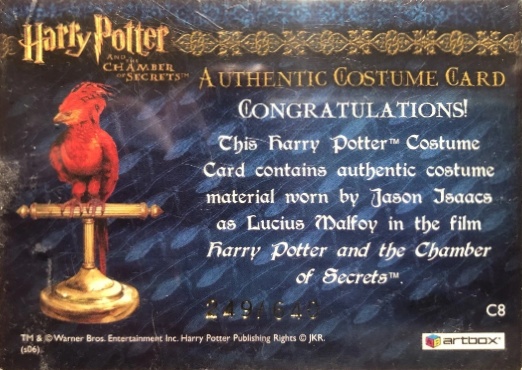 Harry Potter
AND THE
CHAMBER
OF SECRETS™
AUTHENTIC COSTUME CARD
CONGRATULATIONS!
This Harry Potter™ Costume
Card contains authentic costume
material worn by Jason Isaacs
as Lucius Malfoy in the film
Harry Potter and the Chamber
of Secrets™.
C8
TM & © Warner Bros. Entertainment Inc. Harry Potter Publishing Rights © JKR.
(s06).
artbox